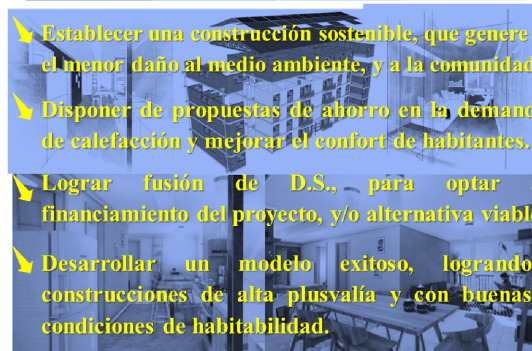 Establecer una construcción sostenible, que genere
el menor daño al medio ambiente, y a la comunidad
Disponer de propuestas de ahorro en la demand
de calefacción y mejorar el confort de habitantes.
Lograr fusión de D.S., para optar
financiamiento del proyecto, y/o alternativa viabl
Desarrollar un modelo exitoso, logrando
construcciones de alta plusvalía y con buenas
condiciones de habitabilidad.